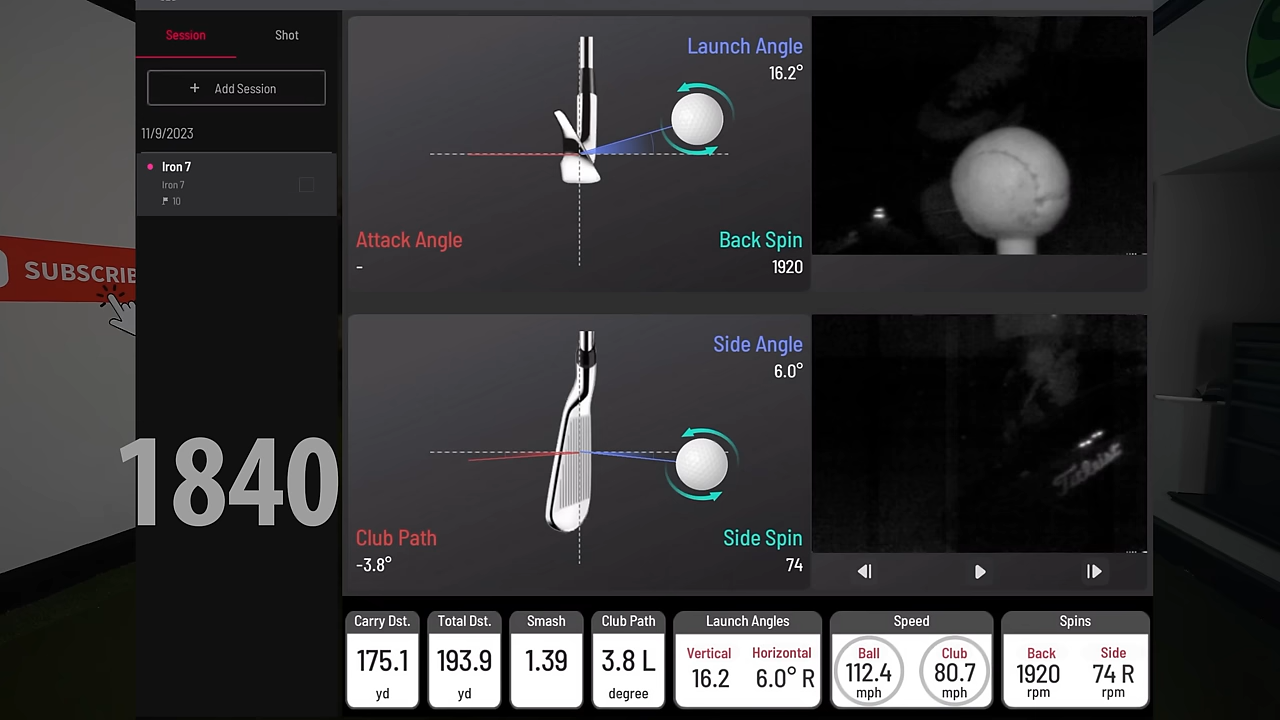 Session Shot
+ Add Session
11/9/2023
Iron 7
Iron 7
10
SUBSCRIB
1840
Launch Angle
16.2°
Attack Angle
-
Back Spin
1920
Side Angle
6.0°
Club Path
-3.8°
Side Spin
74
Titleist
Carry Dst. Total Dst. Smash Club Path Launch Angles Speed Spins
Vertical Horizontal Ball Club Back Side
175.1 193.9 1.39 3.8 L 16.2 6.0° R 112.4 80.7 1920 74 R
yd yd degree mph mph rpm rpm